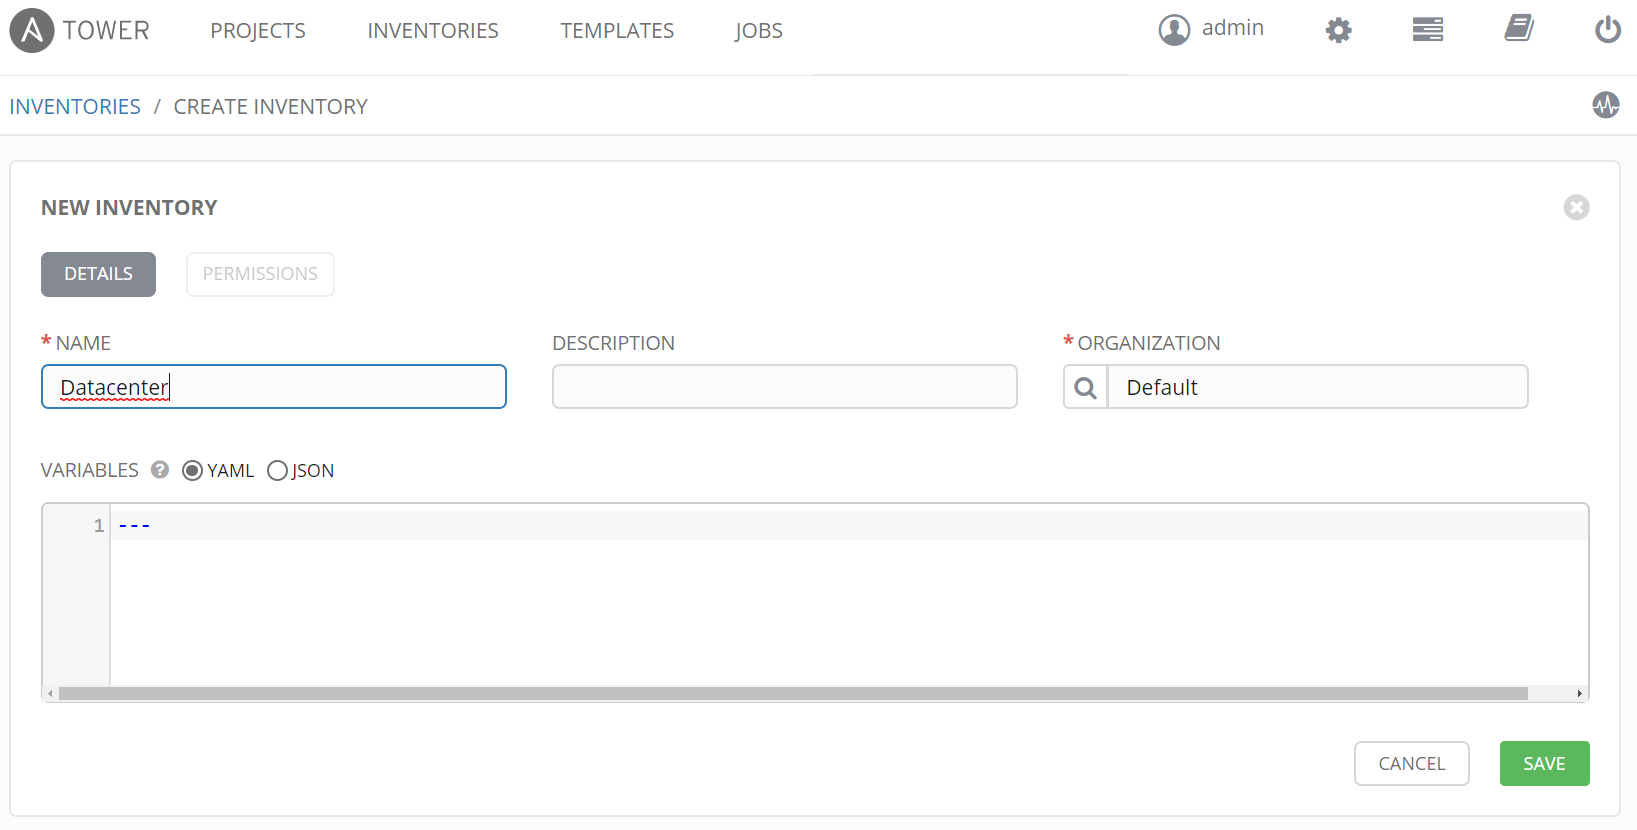 TOWER PROJECTS INVENTORIES TEMPLATES JOBS admin
INVENTORIES / CREATE INVENTORY
NEW INVENTORY
DETAILS PERMISSIONS
* NAME DESCRIPTION * ORGANIZATION
Datacenter Default
VARIABLES ? YAML JSON
1 ---
CANCEL SAVE